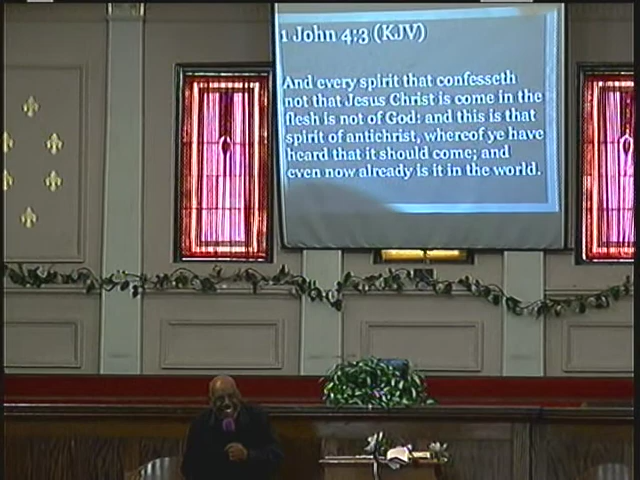 1 John 4:3 (KJV)
And every spirit that confesseth
not that Jesus Christ is come in the
flesh is not of God: and this is that
spirit of antichrist, whereof ye have
heard that it should come; and
even now already is it in the world.